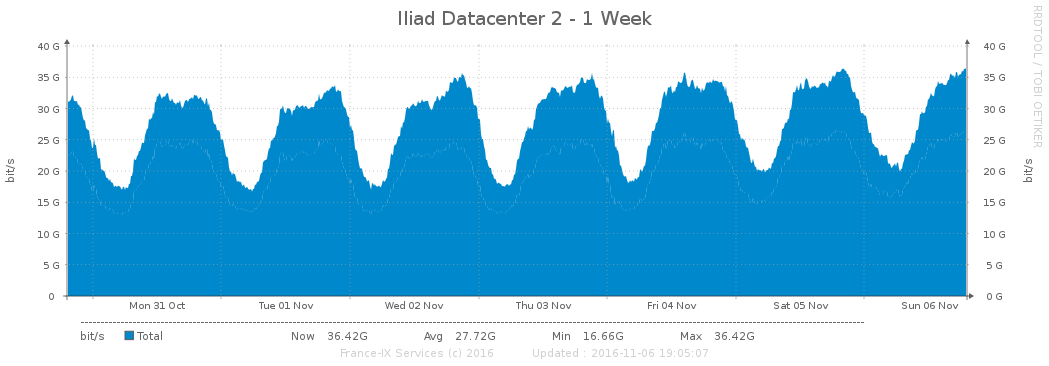 Iliad Datacenter 2 - 1 Week
RRDTOOL / TOBI OETIKER
40 G 40 G
35 G 35 G
30 G 30 G
25 G 25 G
20 G 20 G
15 G 15 G
10 G 10 G
5 G 5 G
0 0 G
bit/s bit/s
Mon 31 Oct Tue 01 Nov Wed 02 Nov Thu 03 Nov Fri 04 Nov Sat 05 Nov Sun 06 Nov
bit/s Total Now 36.42G Avg 27.72G Min 16.66G Max 36.42G
France-IX Services (c) 2016 Updated : 2016-11-06 19:05:07